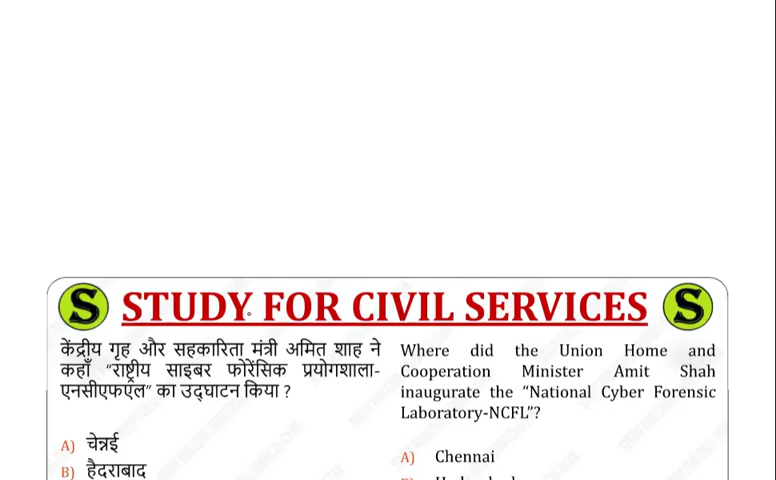 S STUDY FOR CIVIL SERVICES S
केंद्रीय गृह और सहकारिता मंत्री अमित शाह ने
कहाँ “राष्ट्रीय साइबर फोरेंसिक प्रयोगशाला-
एनसीएफएल” का उद्घाटन किया ?
A) चेन्नई
B) हैदराबाद
Where did the Union Home and
Cooperation Minister Amit Shah
inaugurate the “National Cyber Forensic
Laboratory-NCFL”?
A) Chennai